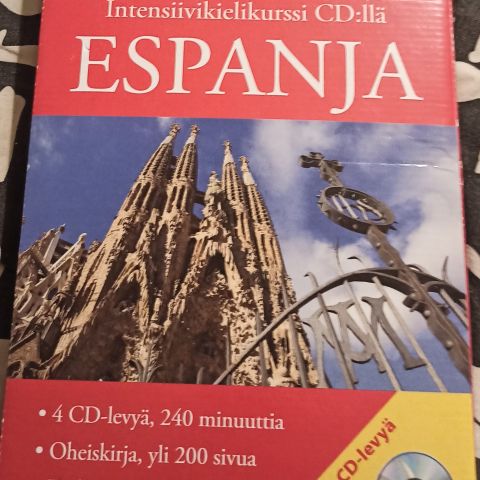 Intensiivikielikurssi CD:llä
ESPANJA
• 4 CD-levyä, 240 minuuttia
• Oheiskirja, yli 200 sivua
CD-levyä